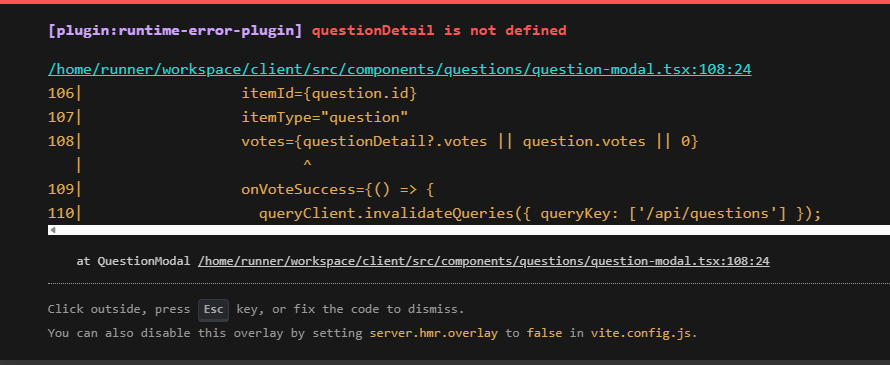 [plugin:runtime-error-plugin] questionDetail is not defined
/home/runner/workspace/client/src/components/questions/question-modal.tsx:108:24
106|                  itemId={question.id}
107|                  itemType="question"
108|                  votes={questionDetail?.votes || question.votes || 0}
   |                         ^
109|                  onVoteSuccess={() => {
110|                    queryClient.invalidateQueries({ queryKey: ['/api/questions'] });
at QuestionModal /home/runner/workspace/client/src/components/questions/question-modal.tsx:108:24
Click outside, press Esc key, or fix the code to dismiss.
You can also disable this overlay by setting server.hmr.overlay to false in vite.config.js.